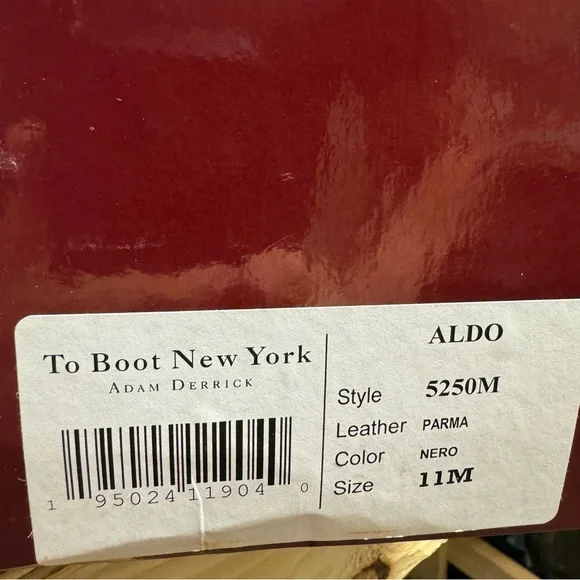 To Boot New York
ADAM DERRICK
1 95024 11904 0
ALDO
Style 5250M
Leather PARMA
Color NERO
Size 11M